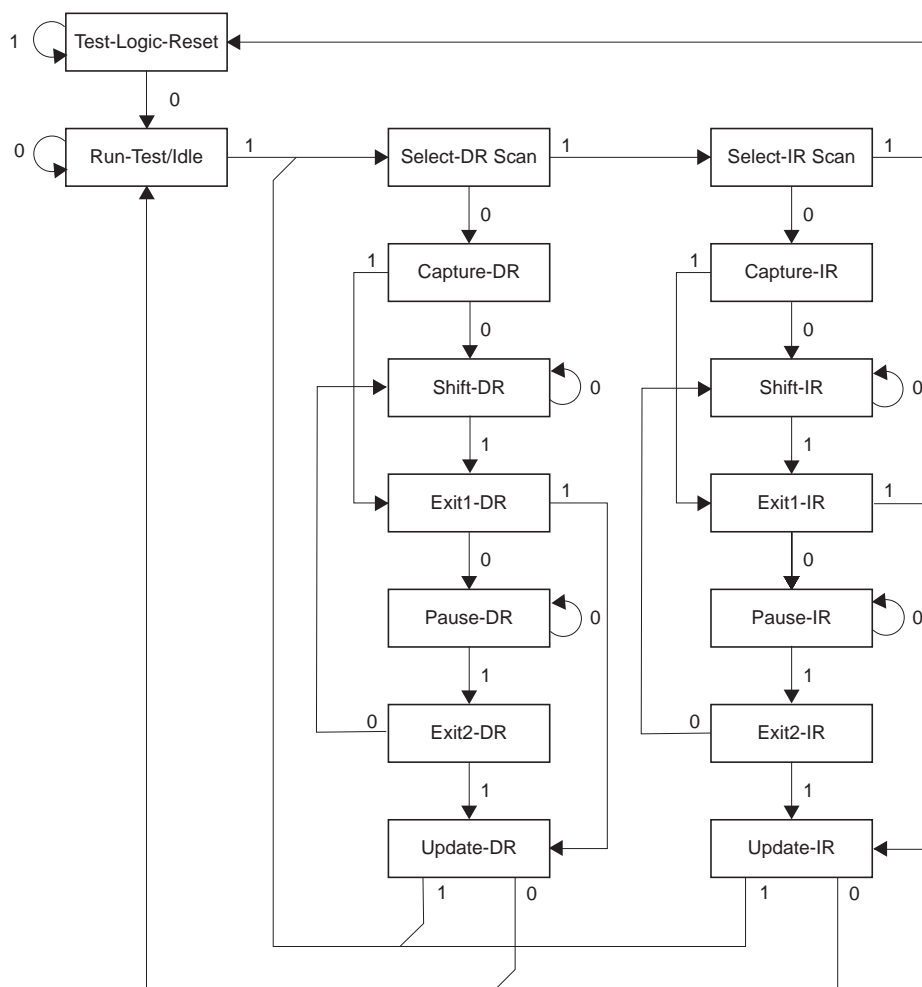 1
Test-Logic-Reset
0
0
Run-Test/Idle
1
Select-DR Scan
1
Select-IR Scan
1
0
0
1
Capture-DR
1
Capture-IR
0
0
Shift-DR
0
Shift-IR
0
1
1
Exit1-DR
1
Exit1-IR
1
0
0
Pause-DR
0
Pause-IR
0
1
1
0
Exit2-DR
0
Exit2-IR
1
1
Update-DR
Update-IR
1
0
1
0